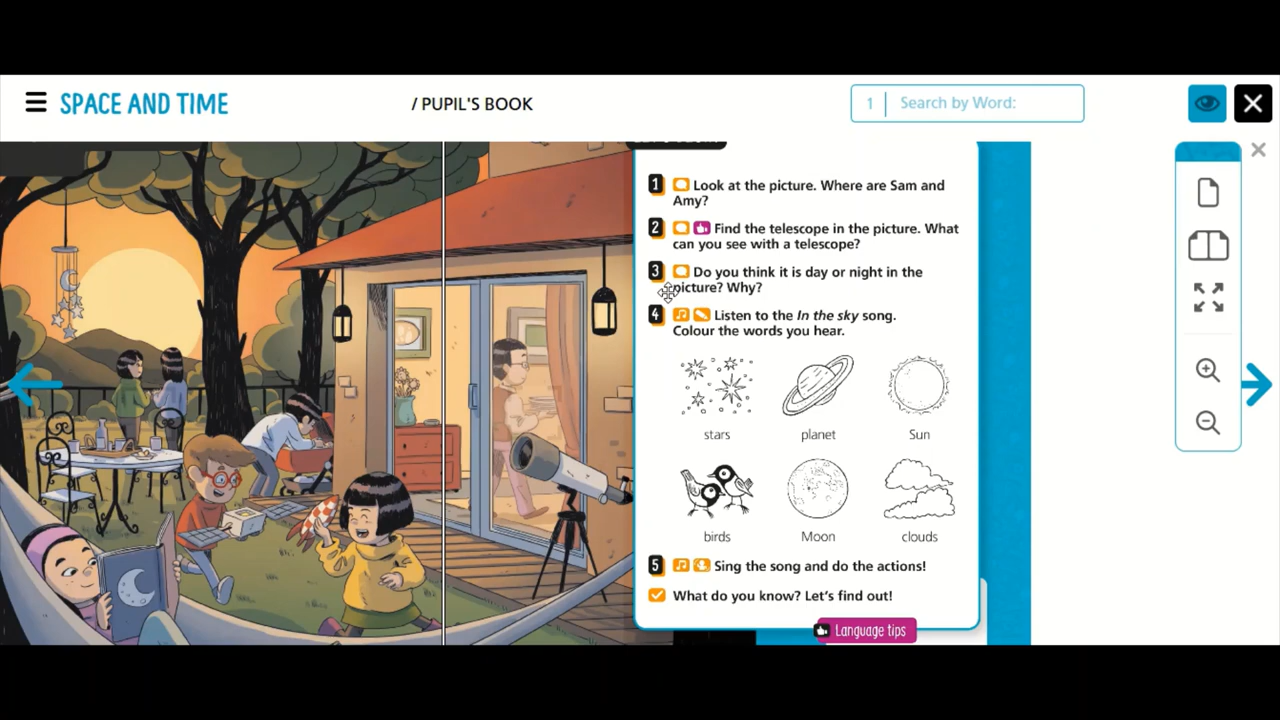 SPACE AND TIME
/ PUPIL'S BOOK
1
Search by Word:
1 Look at the picture. Where are Sam and
Amy?
2 Find the telescope in the picture. What
can you see with a telescope?
3 Do you think it is day or night in the
picture? Why?
4 Listen to the In the sky song.
Colour the words you hear.
stars planet Sun
birds Moon clouds
5 Sing the song and do the actions!
What do you know? Let's find out!
Language tips